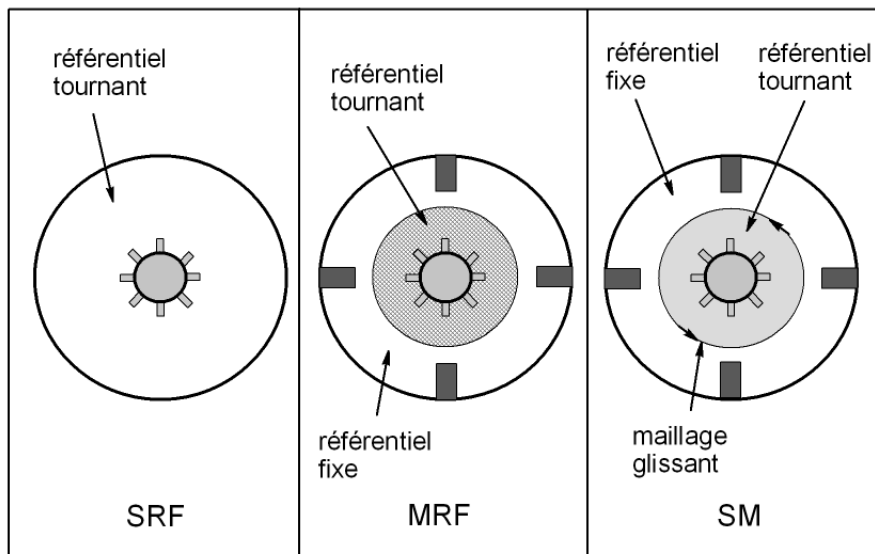 référentiel
tournant
SRF
référentiel
tournant
référentiel
fixe
MRF
référentiel
fixe
référentiel
tournant
maillage
glissant
SM